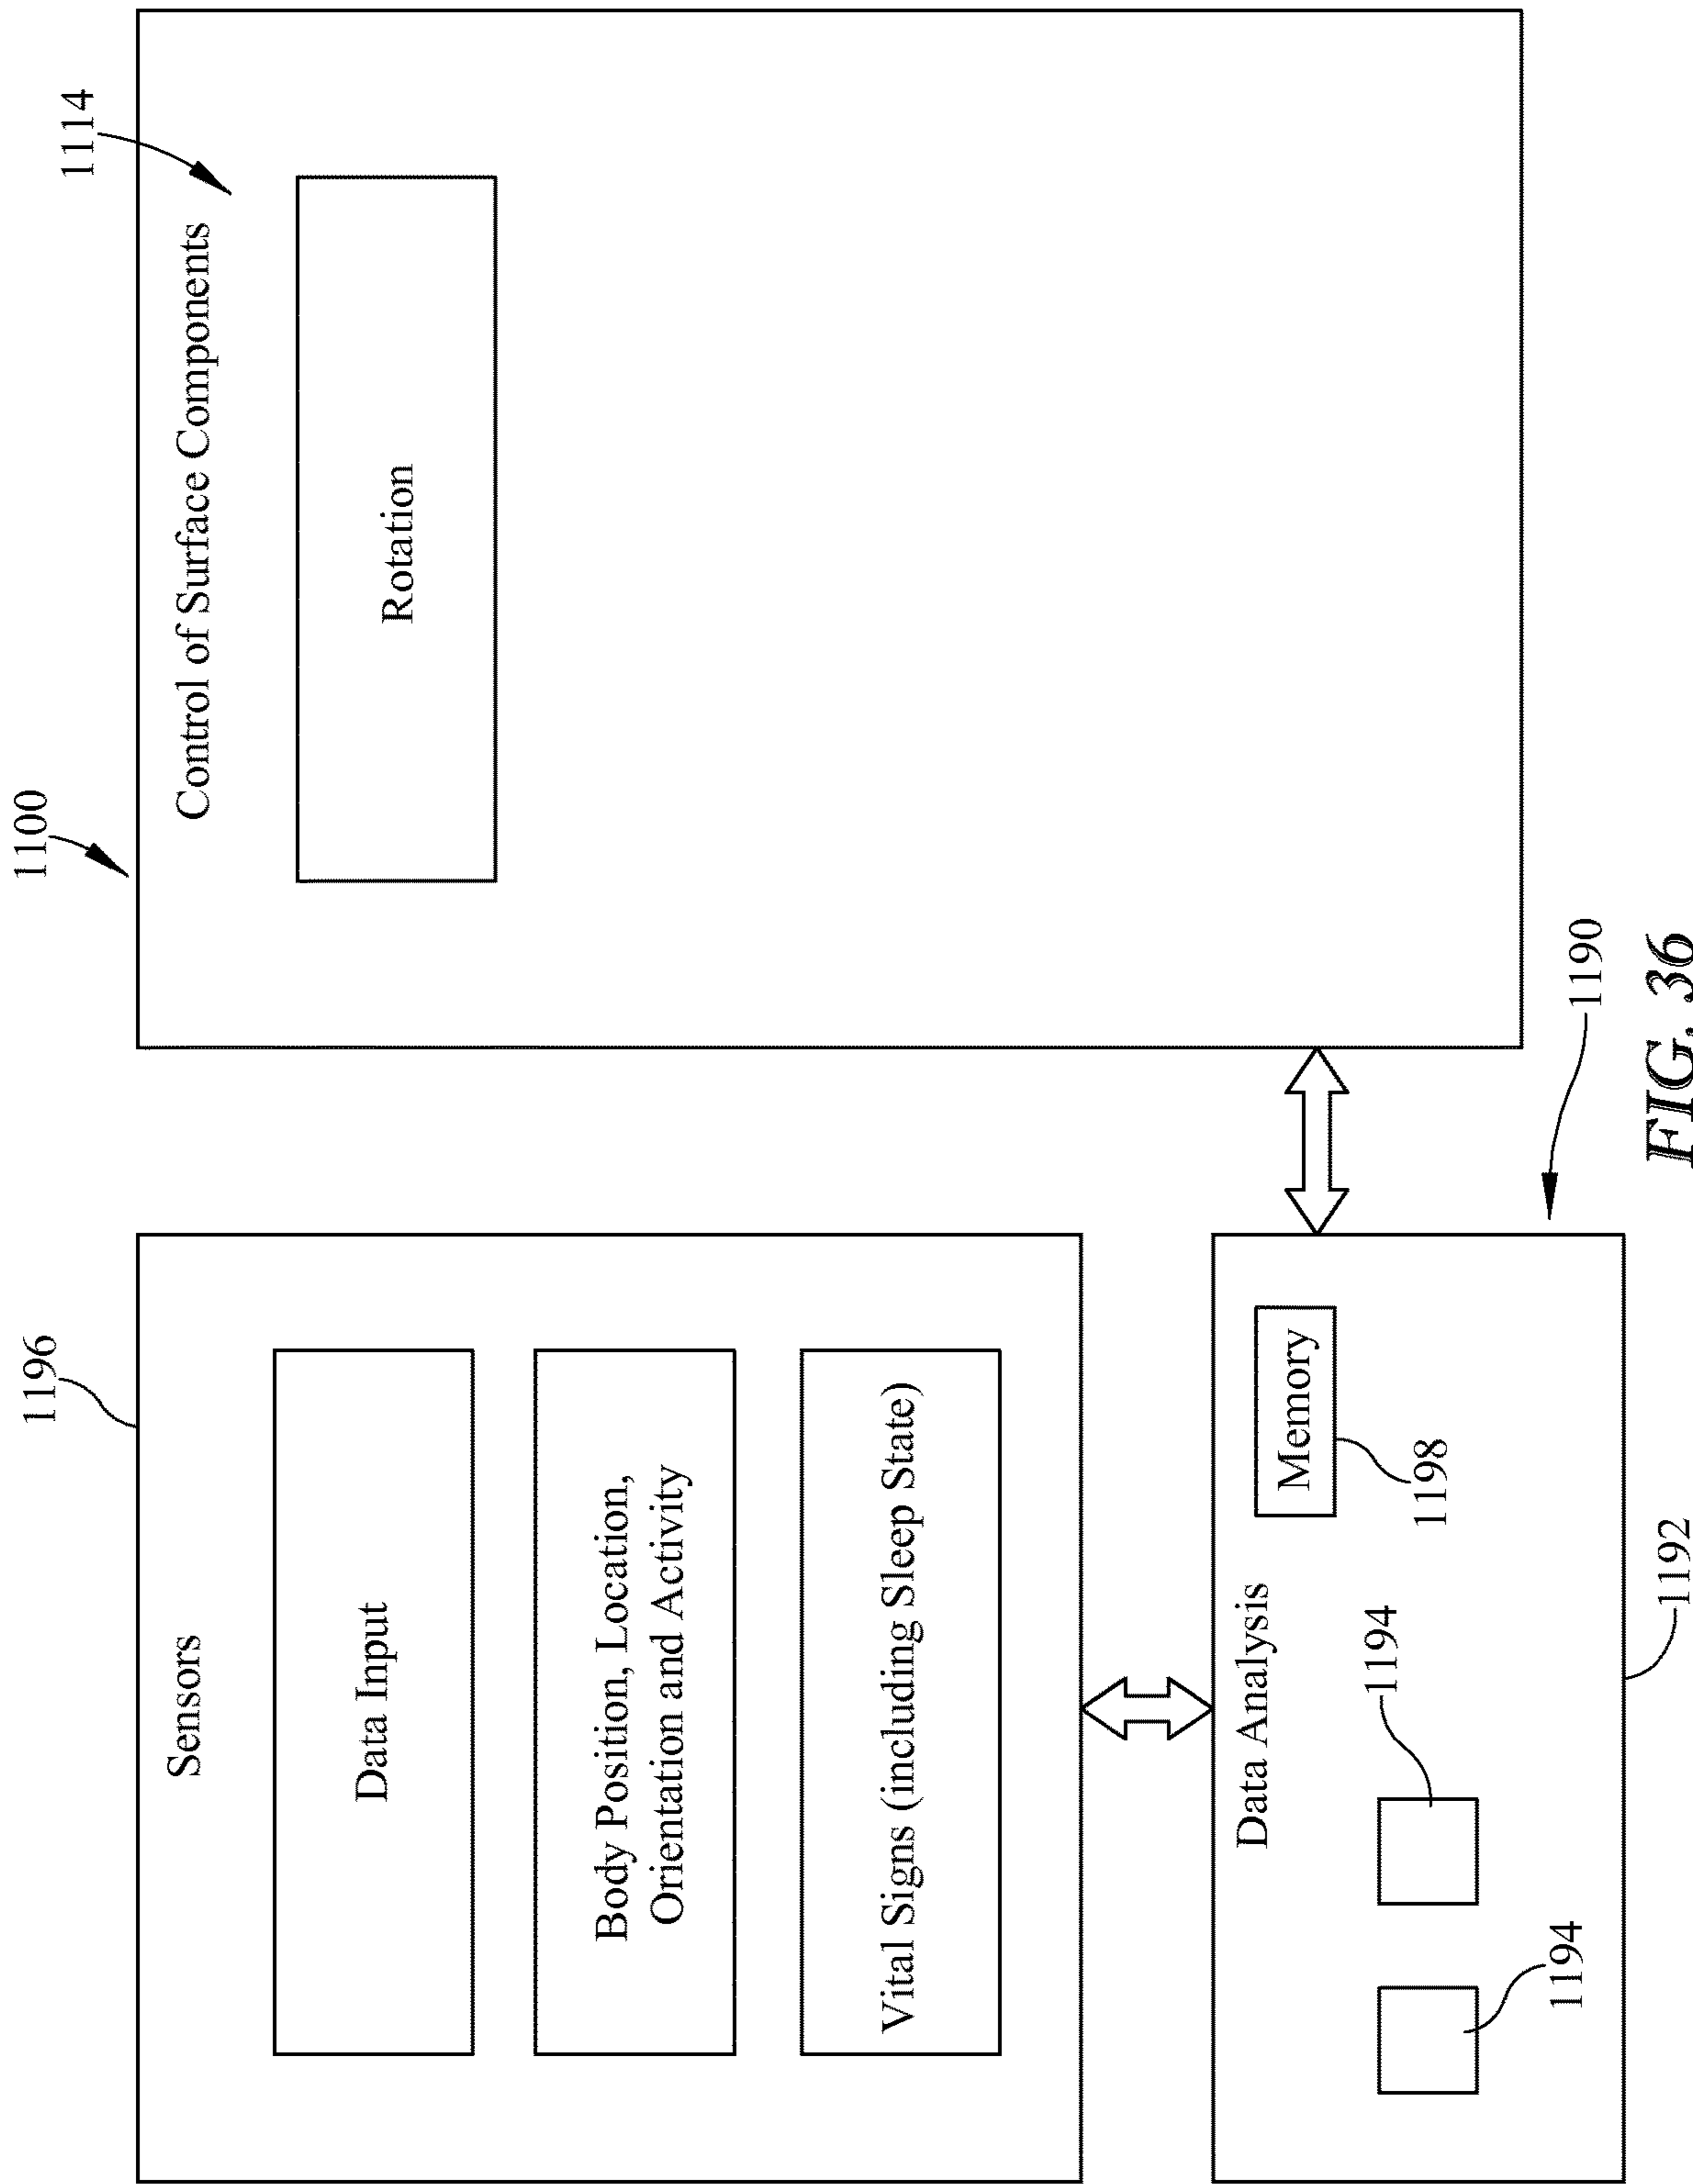 1196
Sensors
Data Input
Body Position, Location,
Orientation and Activity
Vital Signs (including Sleep State)
Data Analysis
Memory
1198
1194
1194
1192
1190
1100
Control of Surface Components
1114
Rotation
FIG. 36